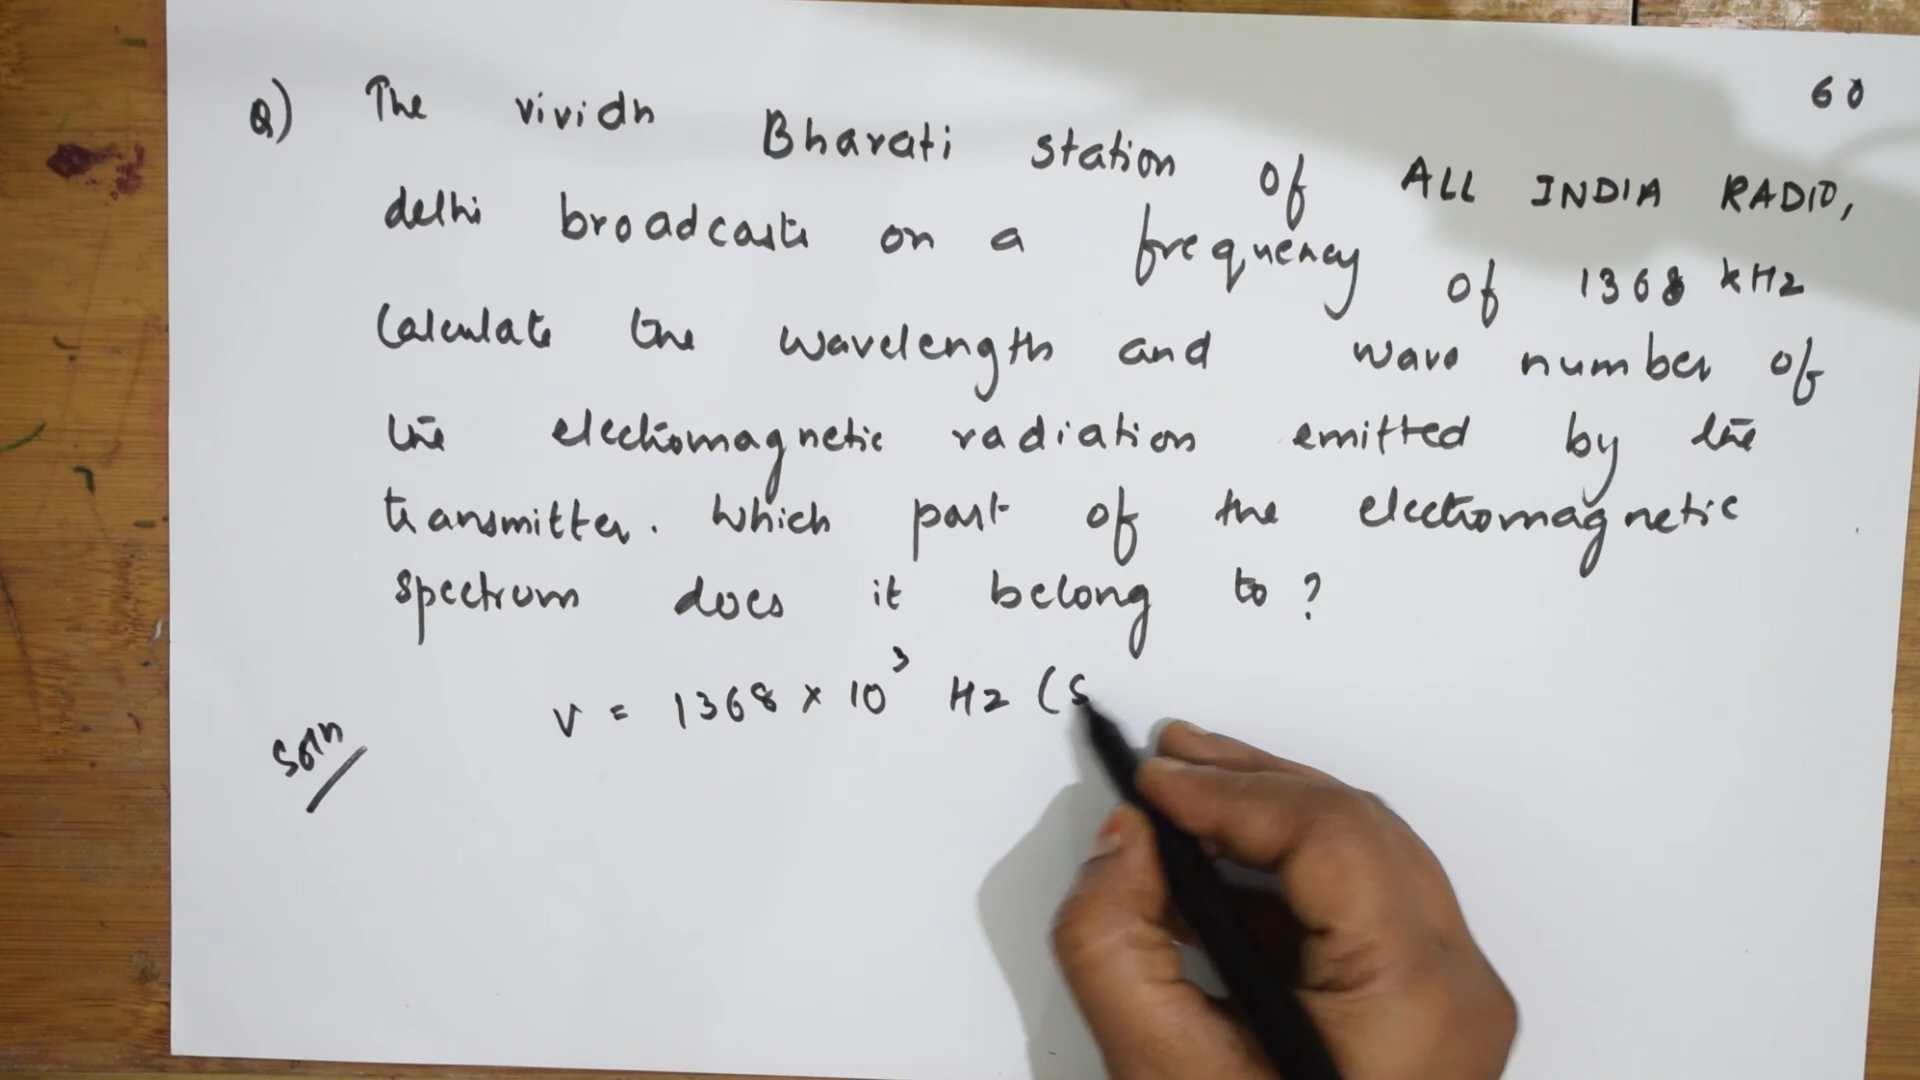 60
Q) The vividh Bharati station of ALL INDIA RADIO,
delhi broadcasts on a frequency of 1368 kHz
Calculate the wavelength and wave number of
the electromagnetic radiation emitted by the
transmitter. Which part of the electromagnetic
spectrum does it belong to?
Soln ν = 1368 × 10³ Hz (s